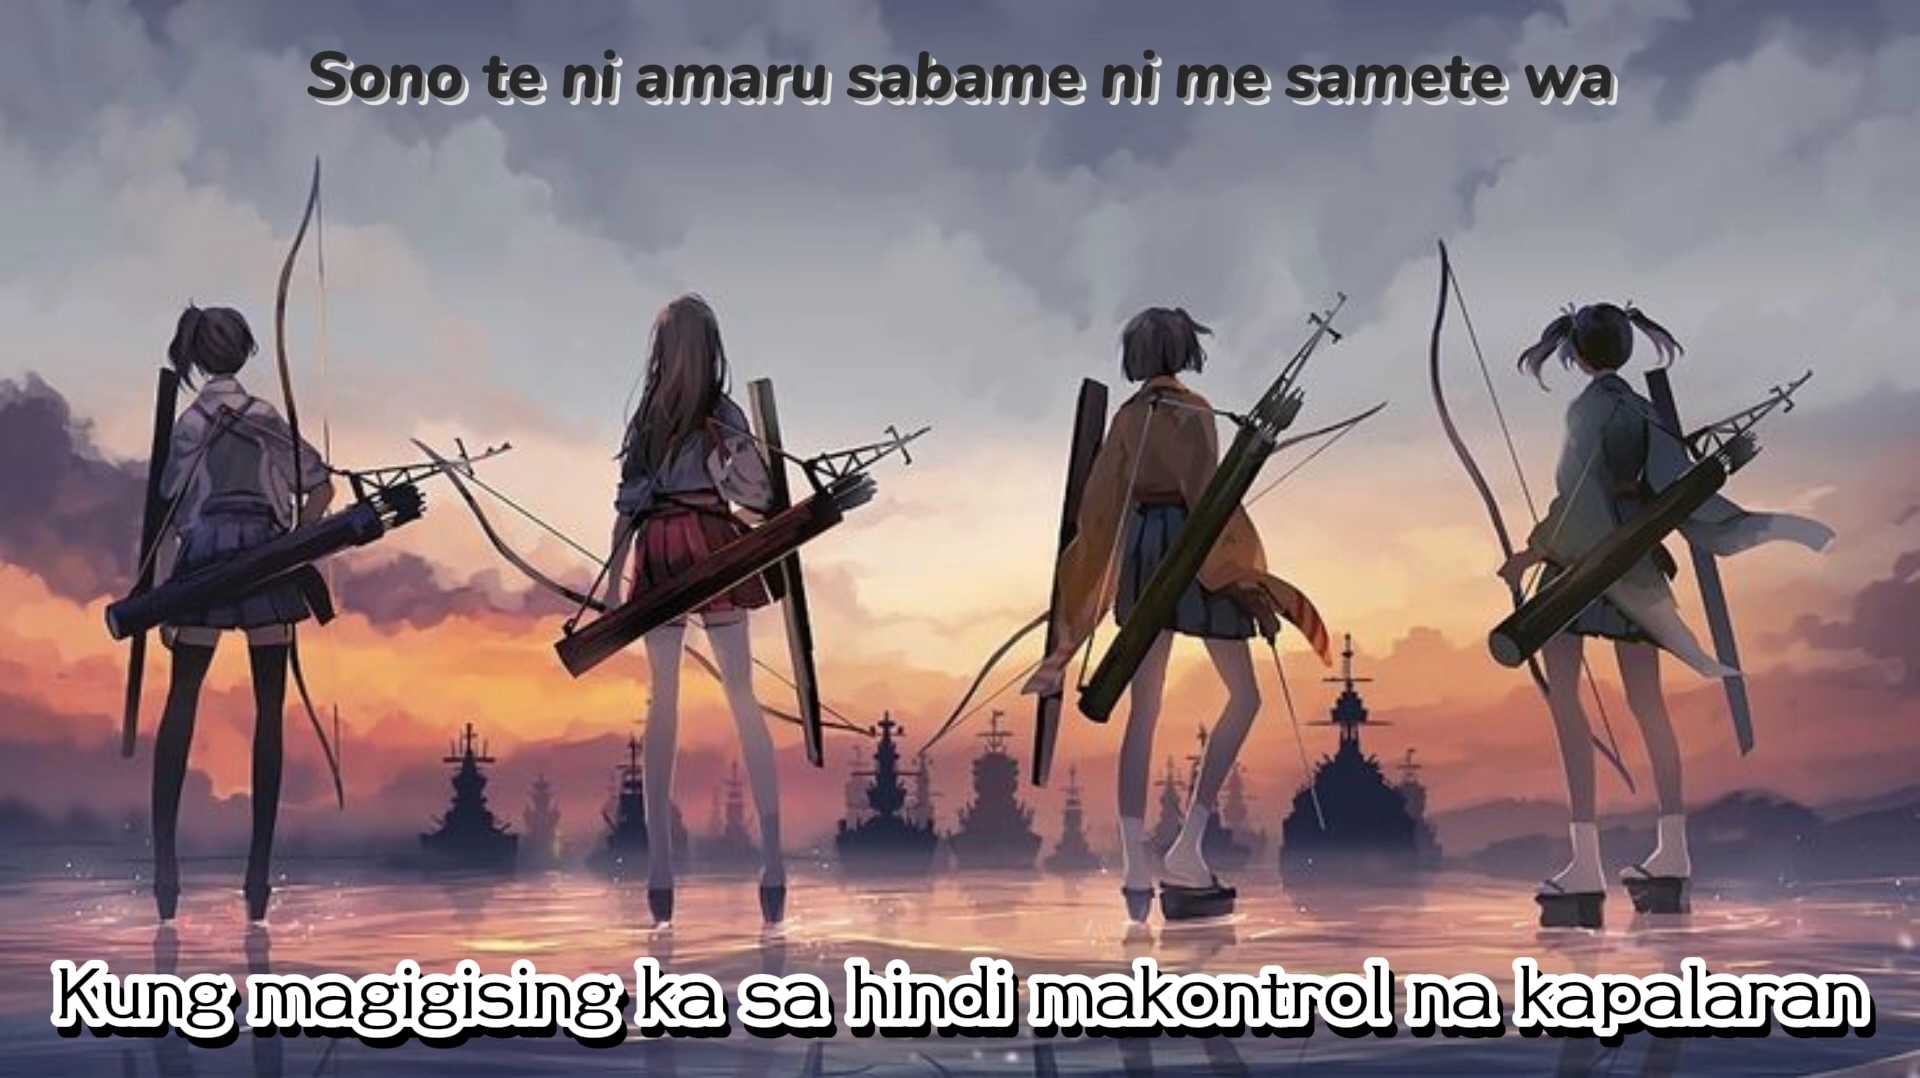 Sono te ni amaru sabame ni me samete wa
Kung magigising ka sa hindi makontrol na kapalaran